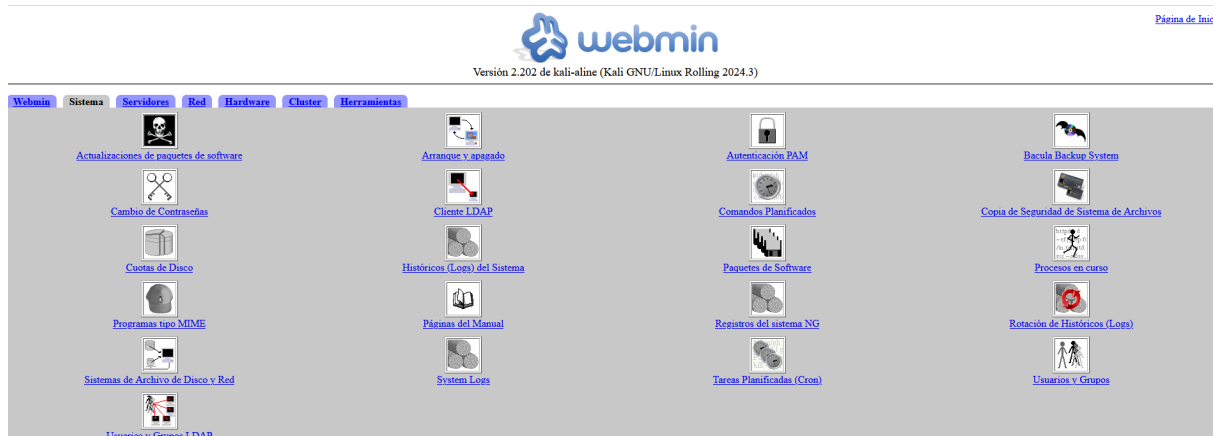 Página de Inic
webmin
Versión 2.202 de kali-aline (Kali GNU/Linux Rolling 2024.3)
Webmin Sistema Servidores Red Hardware Cluster Herramientas
Actualizaciones de paquetes de software Arranque y apagado Autenticación PAM Bacula Backup System
Cambio de Contraseñas Cliente LDAP Comandos Planificados Copia de Seguridad de Sistema de Archivos
Cuotas de Disco Históricos (Logs) del Sistema Paquetes de Software Procesos en curso
Programas tipo MIME Páginas del Manual Registros del sistema NG Rotación de Históricos (Logs)
Sistemas de Archivo de Disco y Red System Logs Tareas Planificadas (Cron) Usuarios y Grupos
Usuarios y Grupos LDAP